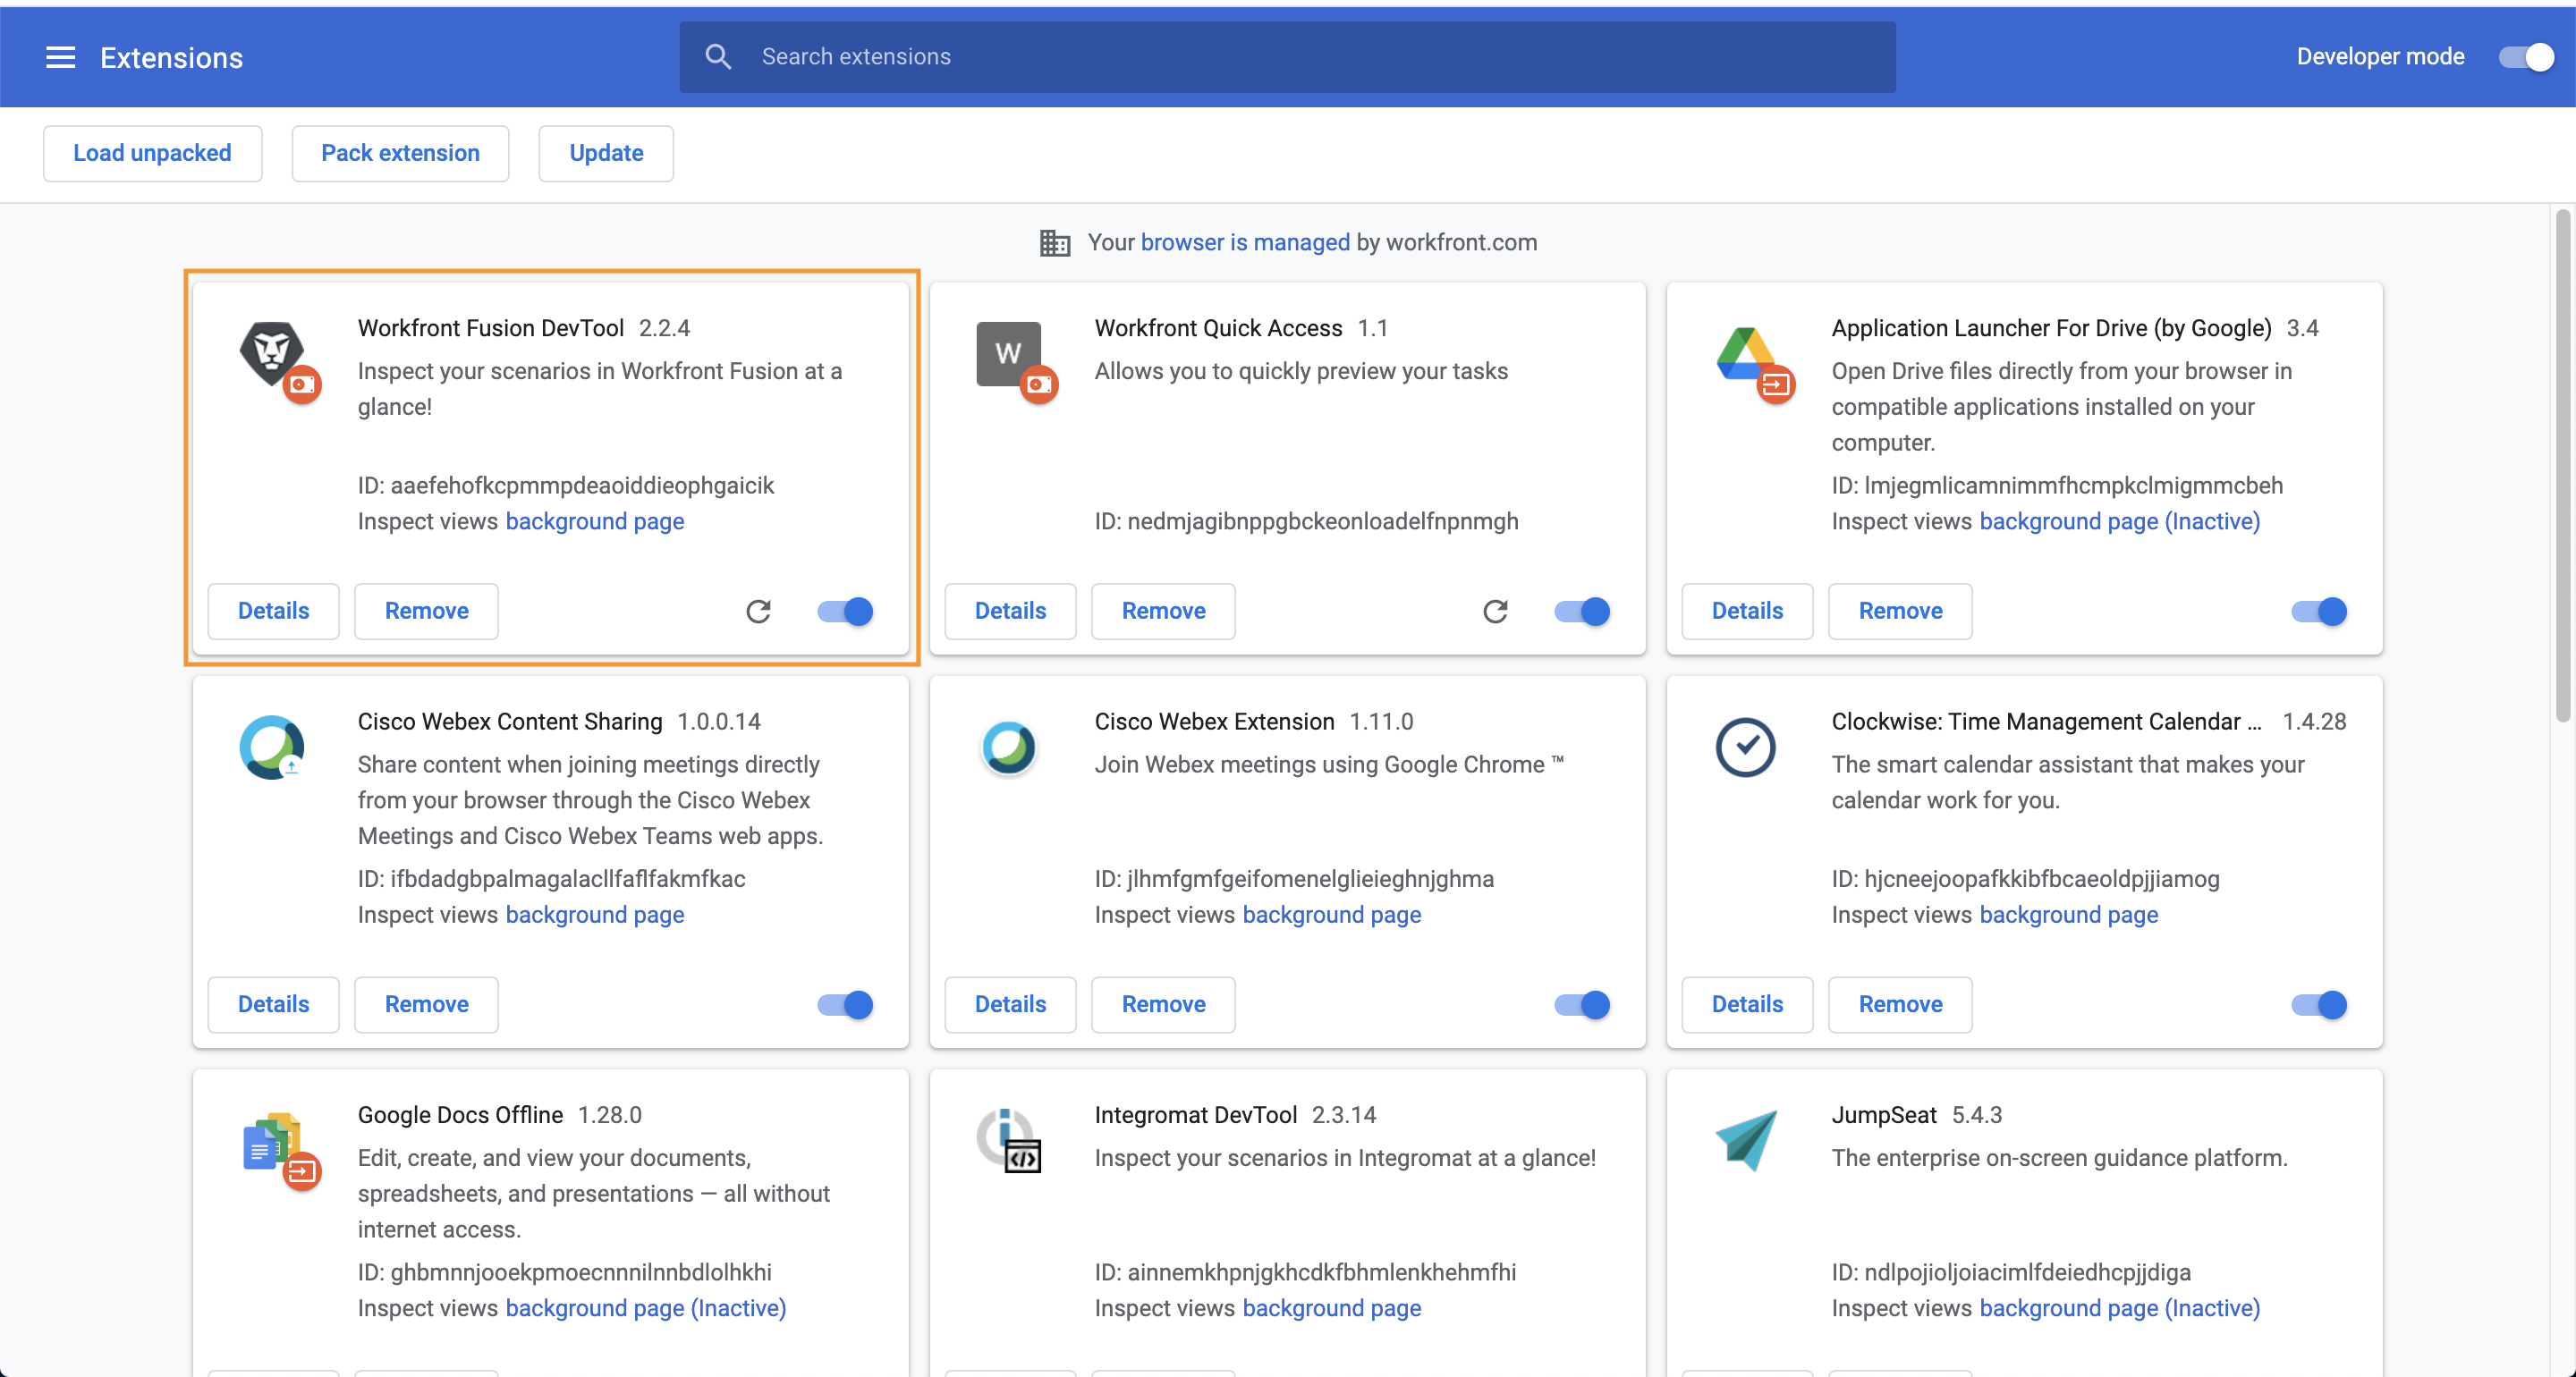 Extensions
Search extensions
Developer mode
Load unpacked
Pack extension
Update
Your browser is managed by workfront.com
Workfront Fusion DevTool 2.2.4
Inspect your scenarios in Workfront Fusion at a
glance!
ID: aaefehofkcpmmpdeaoiddieophgaicik
Inspect views background page
Details
Remove
W
Workfront Quick Access 1.1
Allows you to quickly preview your tasks
ID: nedmjagibnppgbckeonloadelfnpnmgh
Details
Remove
Application Launcher For Drive (by Google) 3.4
Open Drive files directly from your browser in
compatible applications installed on your
computer.
ID: lmjegmlicamnimmfhcmpkclmigmmcbeh
Inspect views background page (Inactive)
Details
Remove
Cisco Webex Content Sharing 1.0.0.14
Share content when joining meetings directly
from your browser through the Cisco Webex
Meetings and Cisco Webex Teams web apps.
ID: ifbdadgbpalmagalacllfaflfakmfkac
Inspect views background page
Details
Remove
Cisco Webex Extension 1.11.0
Join Webex meetings using Google Chrome ™
ID: jlhmfgmfgeifomenelglieieghnjghma
Inspect views background page
Details
Remove
Clockwise: Time Management Calendar ... 1.4.28
The smart calendar assistant that makes your
calendar work for you.
ID: hjcneejoopafkkibfbcaeoldpjjiamog
Inspect views background page
Details
Remove
Google Docs Offline 1.28.0
Edit, create, and view your documents,
spreadsheets, and presentations — all without
internet access.
ID: ghbmnnjooekpmoecnnnilnnbdlolhkhi
Inspect views background page (Inactive)
Integromat DevTool 2.3.14
Inspect your scenarios in Integromat at a glance!
ID: ainnemkhpnjgkhcdkfbhmlenkhehmfhi
Inspect views background page
JumpSeat 5.4.3
The enterprise on-screen guidance platform.
ID: ndlpojioljoiacimlfdeiedhcpjjdiga
Inspect views background page (Inactive)